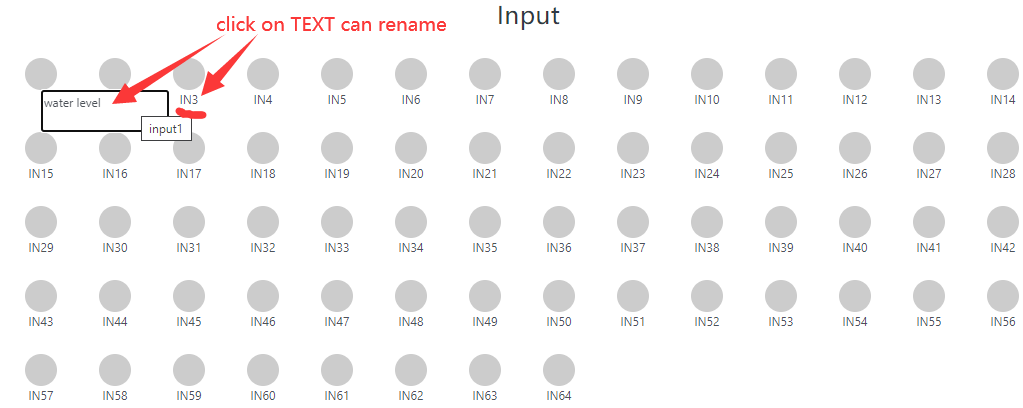 Input
click on TEXT can rename
water level
input1
IN3 IN4 IN5 IN6 IN7 IN8 IN9 IN10 IN11 IN12 IN13 IN14
IN15 IN16 IN17 IN18 IN19 IN20 IN21 IN22 IN23 IN24 IN25 IN26 IN27 IN28
IN29 IN30 IN31 IN32 IN33 IN34 IN35 IN36 IN37 IN38 IN39 IN40 IN41 IN42
IN43 IN44 IN45 IN46 IN47 IN48 IN49 IN50 IN51 IN52 IN53 IN54 IN55 IN56
IN57 IN58 IN59 IN60 IN61 IN62 IN63 IN64